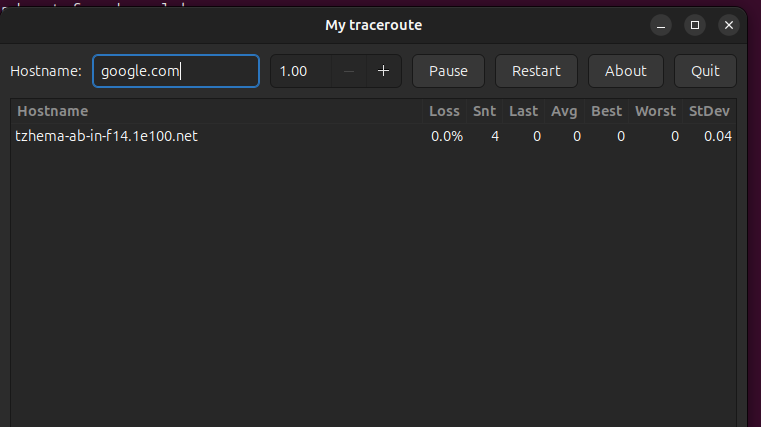 My traceroute
Hostname: google.com 1.00 − + Pause Restart About Quit
Hostname Loss Snt Last Avg Best Worst StDev
tzhema-ab-in-f14.1e100.net 0.0% 4 0 0 0 0 0.04